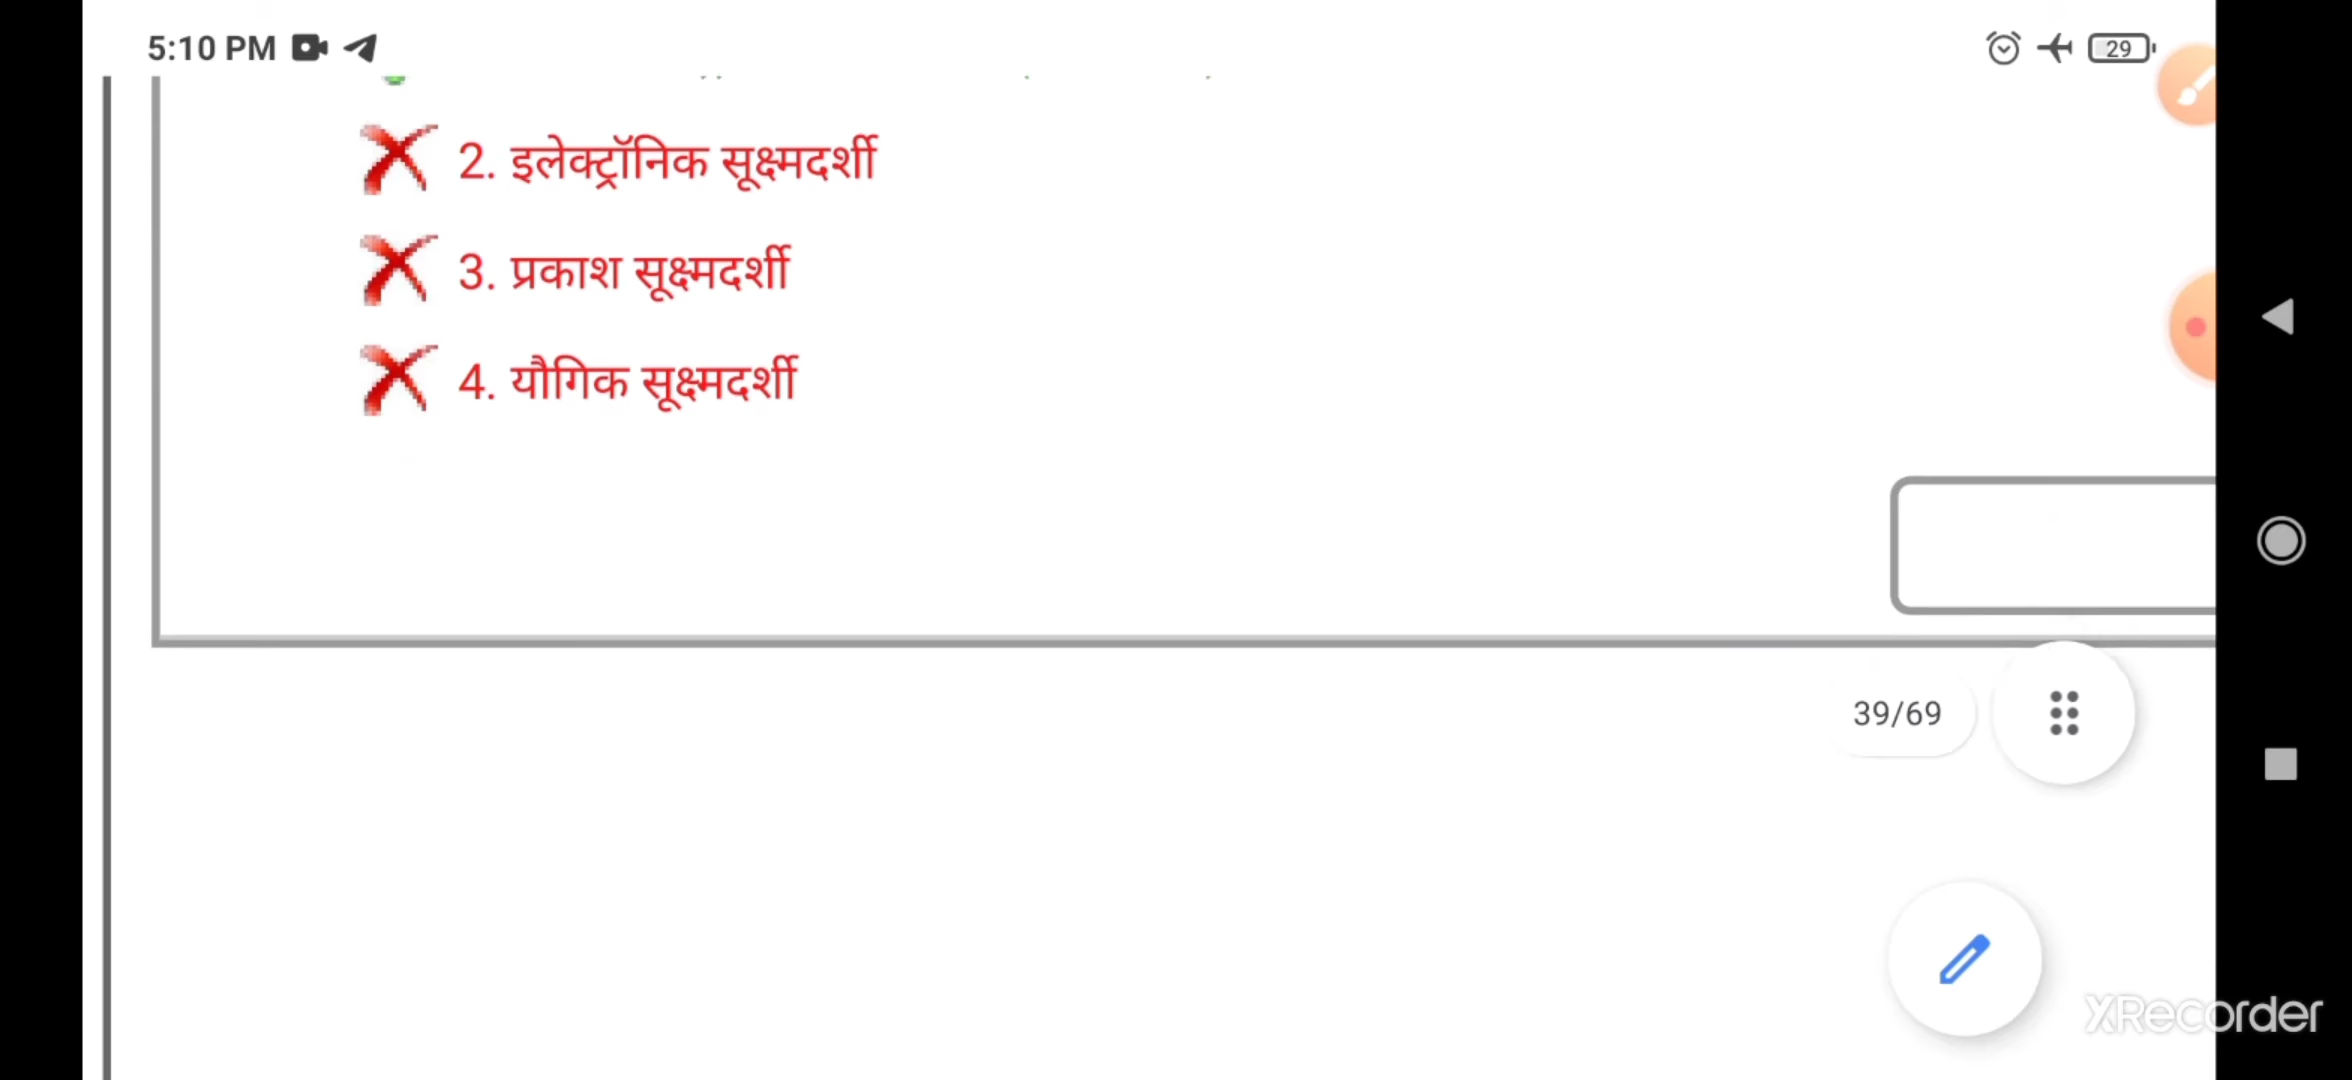 5:10 PM
29
2. इलेक्ट्रॉनिक सूक्ष्मदर्शी
3. प्रकाश सूक्ष्मदर्शी
4. यौगिक सूक्ष्मदर्शी
39/69
XRecorder